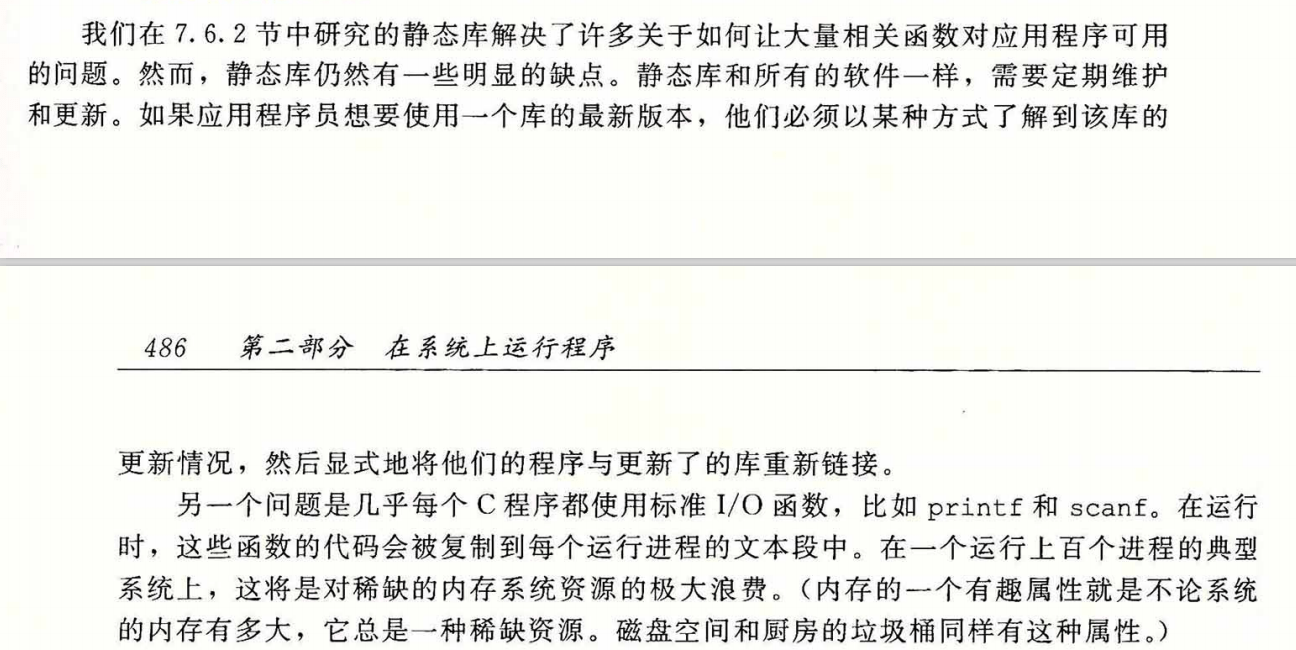 我们在 7.6.2 节中研究的静态库解决了许多关于如何让大量相关函数对应用程序可用
的问题。然而，静态库仍然有一些明显的缺点。静态库和所有的软件一样，需要定期维护
和更新。如果应用程序员想要使用一个库的最新版本，他们必须以某种方式了解到该库的
486 第二部分 在系统上运行程序
更新情况，然后显式地将他们的程序与更新了的库重新链接。
另一个问题是几乎每个 C 程序都使用标准 I/O 函数，比如 printf 和 scanf。在运行
时，这些函数的代码会被复制到每个运行进程的文本段中。在一个运行上百个进程的典型
系统上，这将是对稀缺的内存系统资源的极大浪费。（内存的一个有趣属性就是不论系统
的内存有多大，它总是一种稀缺资源。磁盘空间和厨房的垃圾桶同样有这种属性。）